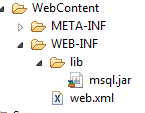 WebContent
META-INF
WEB-INF
lib
msql.jar
web.xml